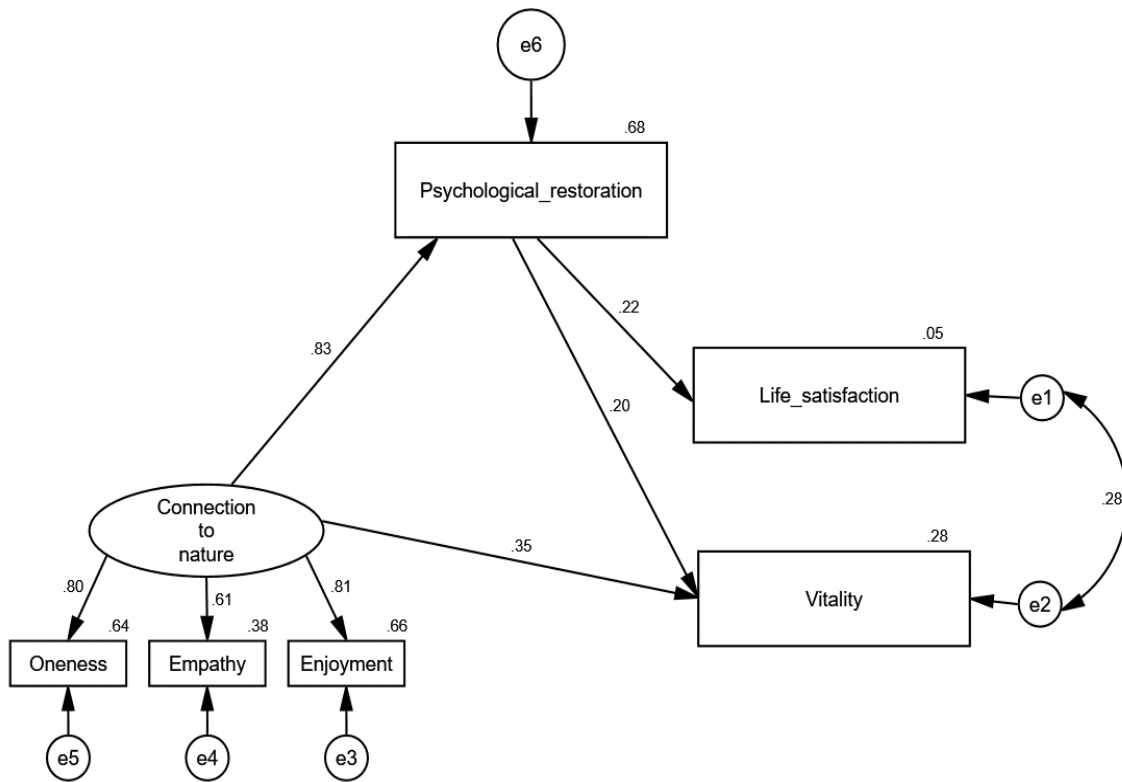 e6
.68
Psychological_restoration
.22
.05
.83
Life_satisfaction
e1
.20
Connection
to
nature
.28
.35
.28
.80
.61
.81
Vitality
e2
.64
.38
.66
Oneness
Empathy
Enjoyment
e5
e4
e3